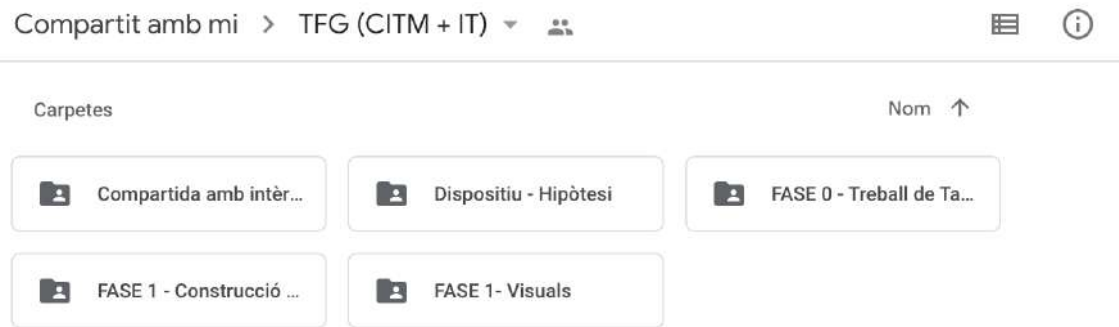 Compartit amb mi > TFG (CITM + IT)
Carpetes Nom
Compartida amb intèr... Dispositiu - Hipòtesi FASE 0 - Treball de Ta...
FASE 1 - Construcció ... FASE 1- Visuals